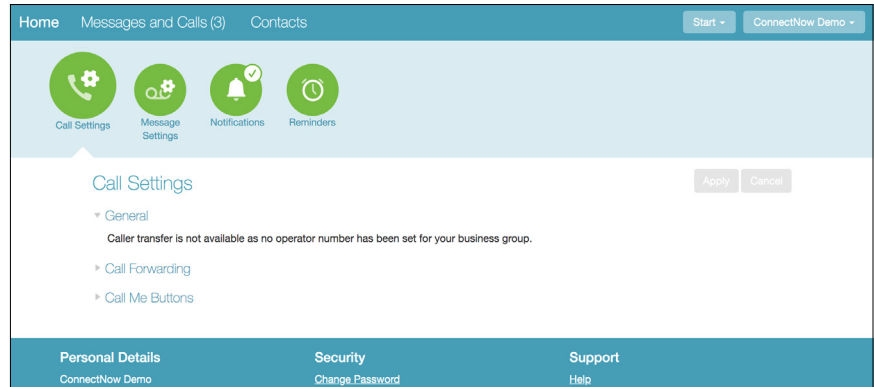 Home Messages and Calls (3) Contacts Start ConnectNow Demo
Call Settings Message Notifications Reminders
Settings
Call Settings Apply Cancel
General
Caller transfer is not available as no operator number has been set for your business group.
Call Forwarding
Call Me Buttons
Personal Details Security Support
ConnectNow Demo Change Password Help